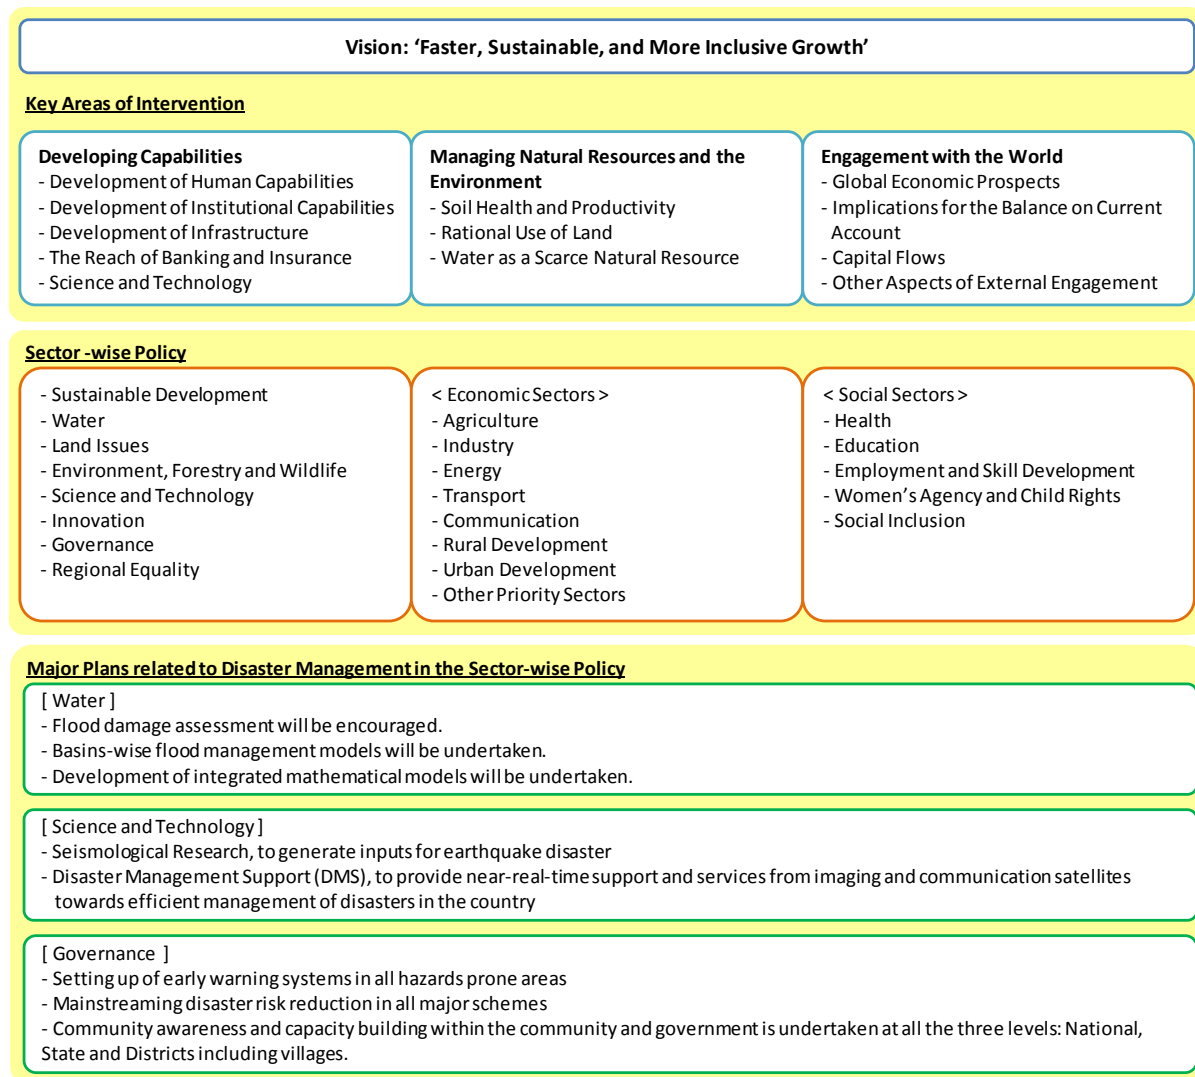 Vision: ‘Faster, Sustainable, and More Inclusive Growth’
Key Areas of Intervention
Developing Capabilities
- Development of Human Capabilities
- Development of Institutional Capabilities
- Development of Infrastructure
- The Reach of Banking and Insurance
- Science and Technology
Managing Natural Resources and the
Environment
- Soil Health and Productivity
- Rational Use of Land
- Water as a Scarce Natural Resource
Engagement with the World
- Global Economic Prospects
- Implications for the Balance on Current
Account
- Capital Flows
- Other Aspects of External Engagement
Sector -wise Policy
- Sustainable Development
- Water
- Land Issues
- Environment, Forestry and Wildlife
- Science and Technology
- Innovation
- Governance
- Regional Equality
< Economic Sectors >
- Agriculture
- Industry
- Energy
- Transport
- Communication
- Rural Development
- Urban Development
- Other Priority Sectors
< Social Sectors >
- Health
- Education
- Employment and Skill Development
- Women’s Agency and Child Rights
- Social Inclusion
Major Plans related to Disaster Management in the Sector-wise Policy
[ Water ]
- Flood damage assessment will be encouraged.
- Basins-wise flood management models will be undertaken.
- Development of integrated mathematical models will be undertaken.
[ Science and Technology ]
- Seismological Research, to generate inputs for earthquake disaster
- Disaster Management Support (DMS), to provide near-real-time support and services from imaging and communication satellites
towards efficient management of disasters in the country
[ Governance ]
- Setting up of early warning systems in all hazards prone areas
- Mainstreaming disaster risk reduction in all major schemes
- Community awareness and capacity building within the community and government is undertaken at all the three levels: National,
State and Districts including villages.